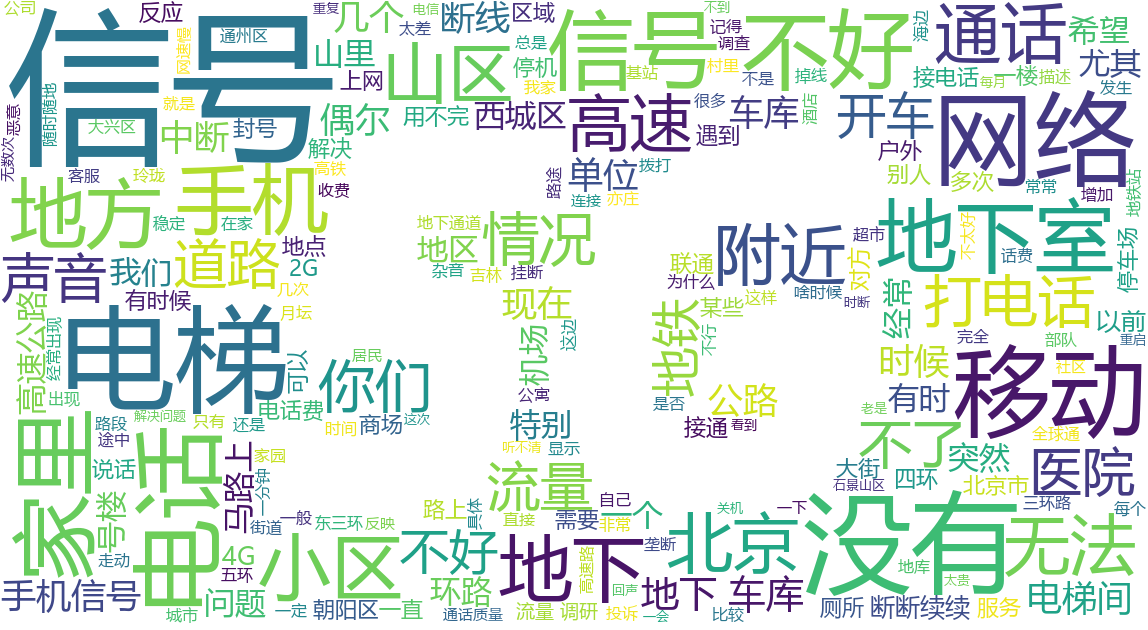 公司
反应
通州区
重复
几个
电信
太差
断线
区域
信号
不好
不到
记得
调查
海边
通话
希望
尤其
信号
网速慢
山里
上网
山区
总是
停机
我家
基站
村里
不是
掉线
接电话
每月
一楼
描述
发生
无数次
恶意
随时随地
就是
大兴区
中断
封号
偶尔
用不完
西城区
高速
很多
遇到
车库
酒店
开车
网络
解决
户外
客服
玲珑
高铁
收费
路途
单位
拨打
连接
亦庄
别人
多次
常常
增加
地铁站
地方
手机
稳定
在家
地下通道
地区
情况
附近
超市
地下室
不太好
话费
停车场
声音
我们
道路
地点
2G
有时候
几次
月坛
杂音
吉林
挂断
联通
为什么
啥时候
对方
时断
经常
打电话
以前
重启
高速公路
经常出现
出现
电梯
可以
居民
你们
现在
机场
这边
地铁
某些
这样
不行
时候
完全
部队
社区
移动
家里
解决问题
路段
途中
只有
还是
电话费
时间
商场
这次
公寓
特别
是否
公路
接通
看到
有时
老是
不了
全球通
说话
电话
马路上
家园
一分钟
听不清
显示
流量
大街
石景山区
四环
突然
北京市
医院
三环路
每个
号楼
走动
4G
五环
街道
一般
小区
东三环
反映
路上
不好
具体
直接
自己
需要
非常
一个
垄断
北京
关机
一下
没有
无法
手机信号
城市
问题
一定
朝阳区
一直
环路
通话质量
流量
调研
地下
高速路
回声
投诉
一会
地下
车库
比较
地库
太贵
厕所
断断续续
服务
电梯间